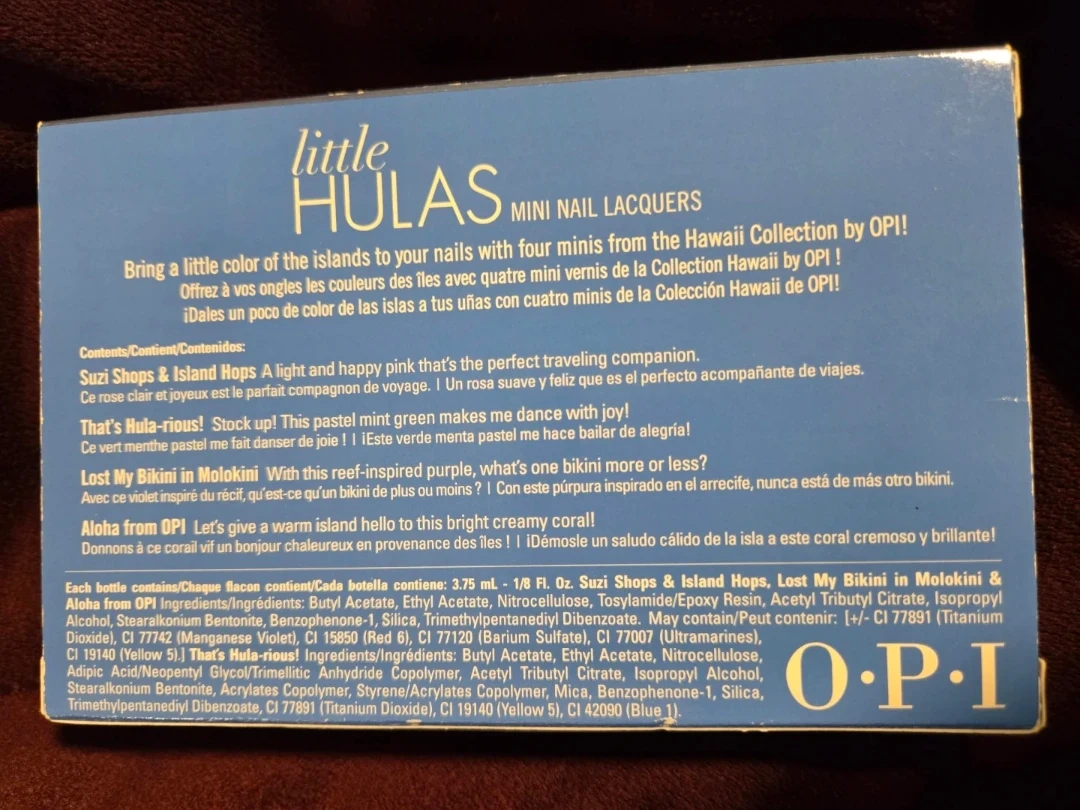 little
HULAS MINI NAIL LACQUERS
Bring a little color of the islands to your nails with four minis from the Hawaii Collection by OPI!
Offrez à vos ongles les couleurs des îles avec quatre mini vernis de la Collection Hawaii by OPI !
¡Dales un poco de color de las islas a tus uñas con cuatro minis de la Colección Hawaii de OPI!
Contents/Contient/Contenidos:
Suzi Shops & Island Hops A light and happy pink that's the perfect traveling companion.
Ce rose clair et joyeux est le parfait compagnon de voyage. | Un rosa suave y feliz que es el perfecto acompañante de viajes.
That's Hula-rious! Stock up! This pastel mint green makes me dance with joy!
Ce vert menthe pastel me fait danser de joie ! | ¡Este verde menta pastel me hace bailar de alegría!
Lost My Bikini in Molokini With this reef-inspired purple, what's one bikini more or less?
Avec ce violet inspiré du récif, qu'est-ce qu'un bikini de plus ou moins ? | Con este púrpura inspirado en el arrecife, nunca está de más otro bikini.
Aloha from OPI Let's give a warm island hello to this bright creamy coral!
Donnons à ce corail vif un bonjour chaleureux en provenance des îles ! | ¡Démosle un saludo cálido de la isla a este coral cremoso y brillante!
Each bottle contains/Chaque flacon contient/Cada botella contiene: 3.75 mL - 1/8 Fl. Oz. Suzi Shops & Island Hops, Lost My Bikini in Molokini &
Aloha from OPI Ingredients/Ingrédients: Butyl Acetate, Ethyl Acetate, Nitrocellulose, Tosylamide/Epoxy Resin, Acetyl Tributyl Citrate, Isopropyl
Alcohol, Stearalkonium Bentonite, Benzophenone-1, Silica, Trimethylpentanediyl Dibenzoate. May contain/Peut contenir: [+/- CI 77891 (Titanium
Dioxide), CI 77742 (Manganese Violet), CI 15850 (Red 6), CI 77120 (Barium Sulfate), CI 77007 (Ultramarines),
CI 19140 (Yellow 5).] That's Hula-rious! Ingredients/Ingrédients: Butyl Acetate, Ethyl Acetate, Nitrocellulose,
Adipic Acid/Neopentyl Glycol/Trimellitic Anhydride Copolymer, Acetyl Tributyl Citrate, Isopropyl Alcohol,
Stearalkonium Bentonite, Acrylates Copolymer, Styrene/Acrylates Copolymer, Mica, Benzophenone-1, Silica,
Trimethylpentanediyl Dibenzoate, CI 77891 (Titanium Dioxide), CI 19140 (Yellow 5), CI 42090 (Blue 1).
O·P·I